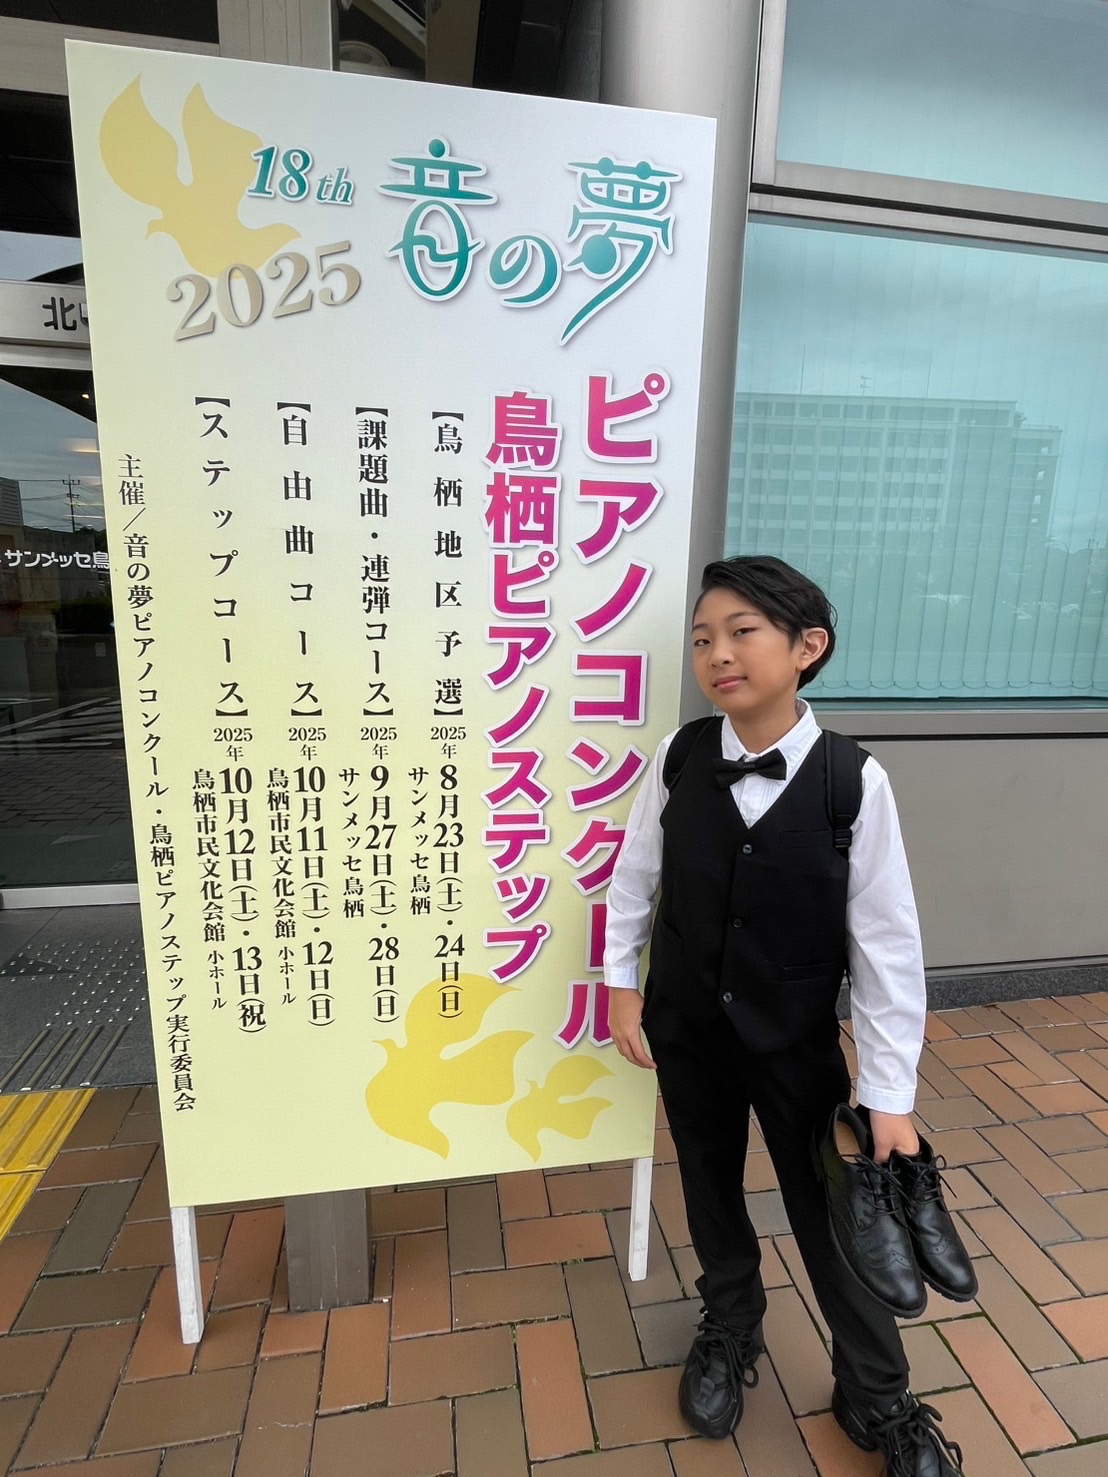 18th
2025
音の夢
ピアノコンクール
鳥栖ピアノステップ
【鳥栖地区予選】
2025年
8月23日(土)・24日(日)
サンメッセ鳥栖
【課題曲・連弾コース】
2025年
9月27日(土)・28日(日)
サンメッセ鳥栖
【自由曲コース】
2025年
10月11日(土)・12日(日)
鳥栖市民文化会館 小ホール
【ステップコース】
2025年
10月12日(土)・13日(祝)
鳥栖市民文化会館 小ホール
主催/音の夢ピアノコンクール・鳥栖ピアノステップ実行委員会
北
サンメッセ鳥